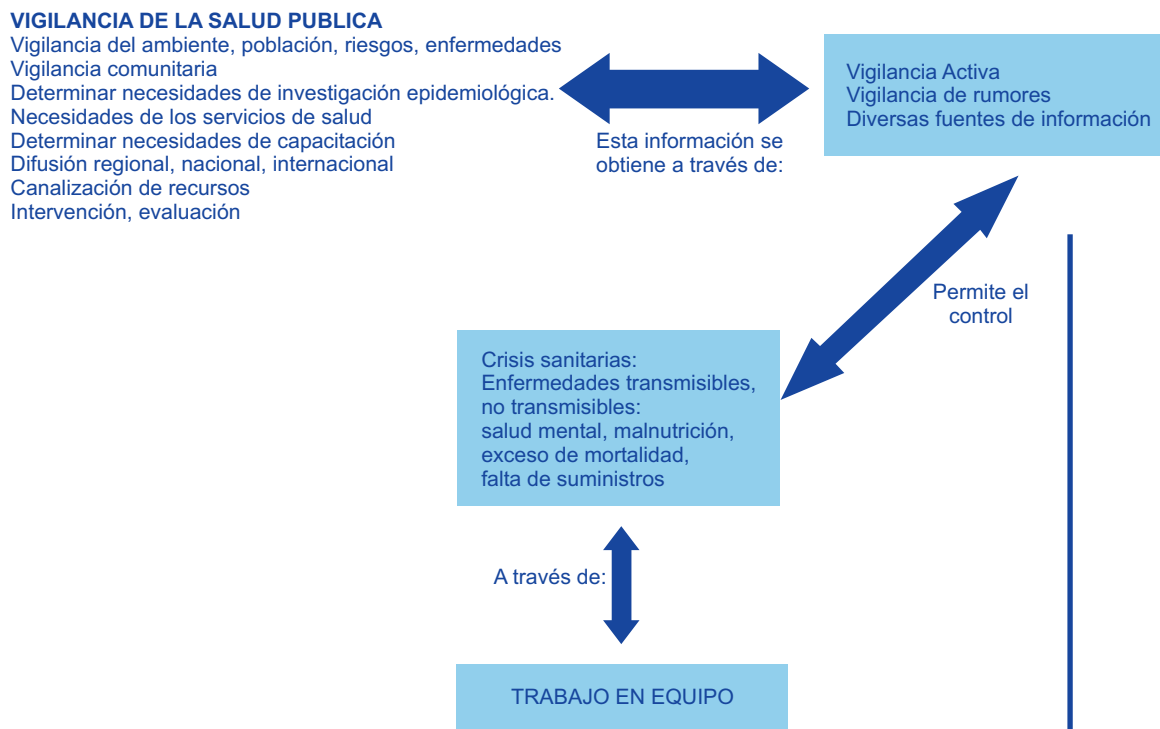 VIGILANCIA DE LA SALUD PUBLICA
Vigilancia del ambiente, población, riesgos, enfermedades
Vigilancia comunitaria
Determinar necesidades de investigación epidemiológica.
Necesidades de los servicios de salud
Determinar necesidades de capacitación
Difusión regional, nacional, internacional
Canalización de recursos
Intervención, evaluación
Esta información se
obtiene a través de:
Vigilancia Activa
Vigilancia de rumores
Diversas fuentes de información
Permite el
control
Crisis sanitarias:
Enfermedades transmisibles,
no transmisibles:
salud mental, malnutrición,
exceso de mortalidad,
falta de suministros
A través de:
TRABAJO EN EQUIPO